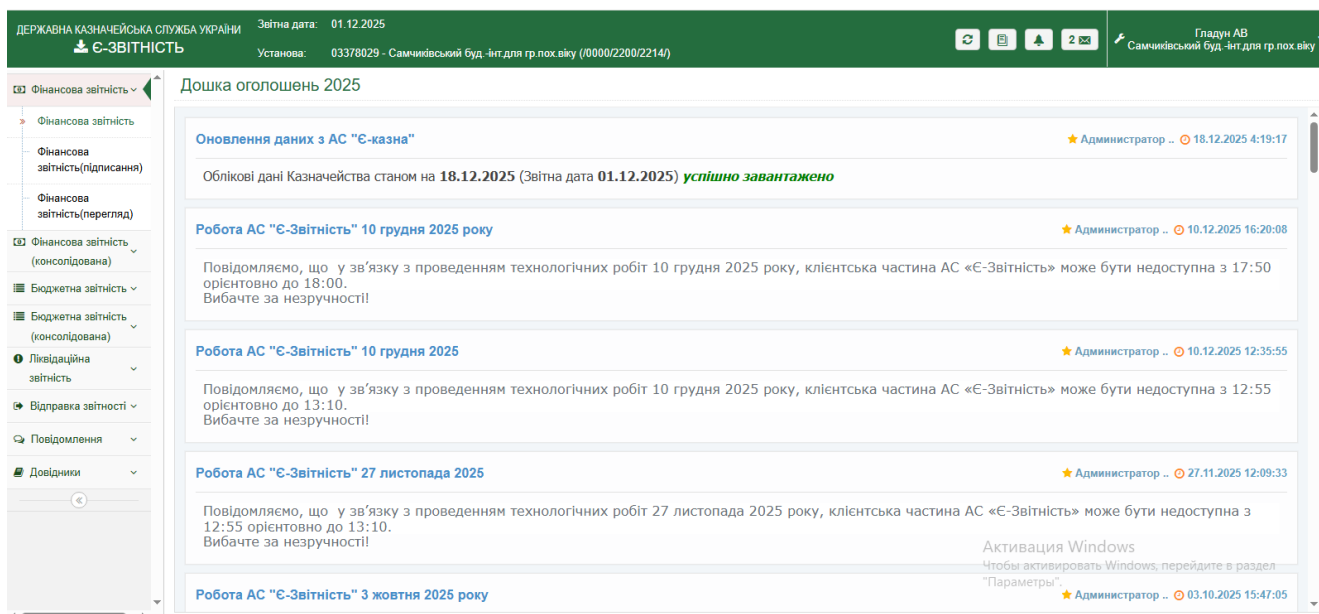 ДЕРЖАВНА КАЗНАЧЕЙСЬКА СЛУЖБА УКРАЇНИ
Є-ЗВІТНІСТЬ
Звітна дата: 01.12.2025
Установа: 03378029 - Самчиківський буд.-інт.для гр.пох.віку (/0000/2200/2214/)
2
Гладун АВ
Самчиківський буд.-інт.для гр.пох.віку
Фінансова звітність
Фінансова звітність
Фінансова
звітність(підписання)
Фінансова
звітність(перегляд)
Фінансова звітність
(консолідована)
Бюджетна звітність
Бюджетна звітність
(консолідована)
Ліквідаційна
звітність
Відправка звітності
Повідомлення
Довідники
Дошка оголошень 2025
Оновлення даних з АС "Є-казна"
Администратор .. 18.12.2025 4:19:17
Облікові дані Казначейства станом на 18.12.2025 (Звітна дата 01.12.2025) успішно завантажено
Робота АС "Є-Звітність" 10 грудня 2025 року
Администратор .. 10.12.2025 16:20:08
Повідомляємо, що у зв’язку з проведенням технологічних робіт 10 грудня 2025 року, клієнтська частина АС «Є-Звітність» може бути недоступна з 17:50
орієнтовно до 18:00.
Вибачте за незручності!
Робота АС "Є-Звітність" 10 грудня 2025
Администратор .. 10.12.2025 12:35:55
Повідомляємо, що у зв’язку з проведенням технологічних робіт 10 грудня 2025 року, клієнтська частина АС «Є-Звітність» може бути недоступна з 12:55
орієнтовно до 13:10.
Вибачте за незручності!
Робота АС "Є-Звітність" 27 листопада 2025
Администратор .. 27.11.2025 12:09:33
Повідомляємо, що у зв’язку з проведенням технологічних робіт 27 листопада 2025 року, клієнтська частина АС «Є-Звітність» може бути недоступна з
12:55 орієнтовно до 13:10.
Вибачте за незручності!
Активация Windows
Чтобы активировать Windows, перейдите в раздел
"Параметры".
Робота АС "Є-Звітність" 3 жовтня 2025 року
Администратор .. 03.10.2025 15:47:05